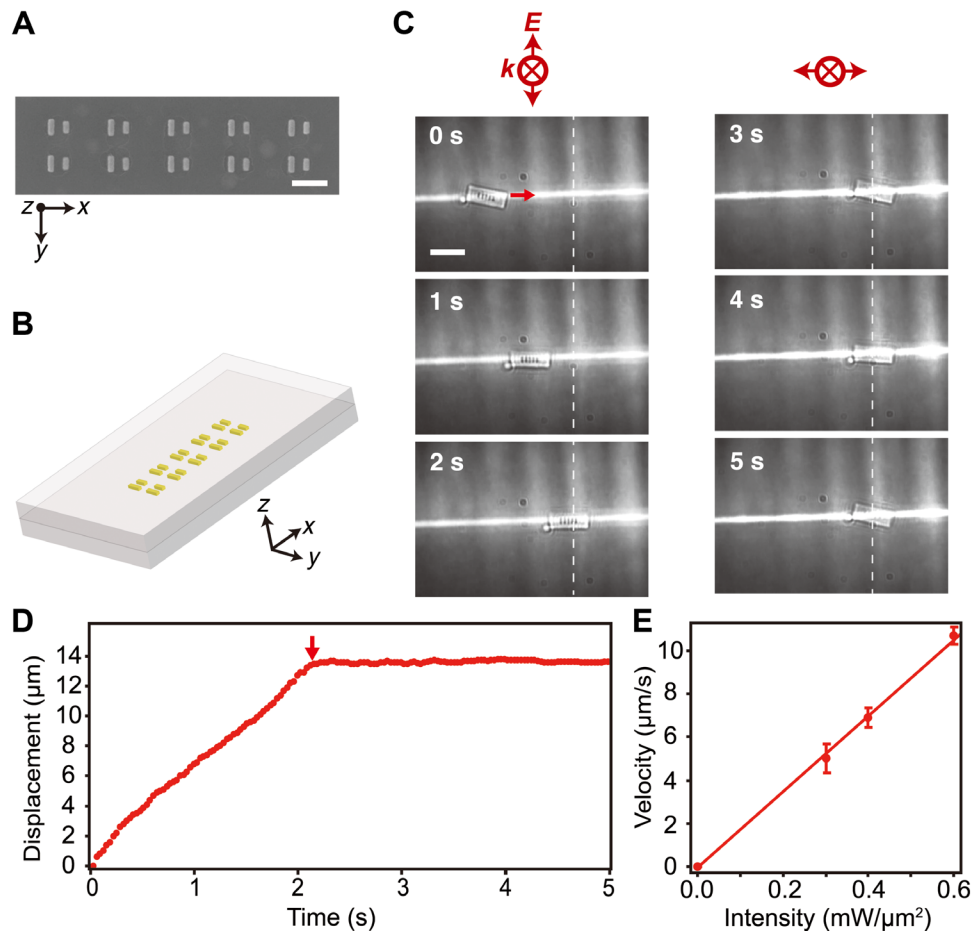 A
z x
y
B
z
x
y
C
E
k
0 s
1 s
2 s
3 s
4 s
5 s
D
Displacement (μm)
14
12
10
8
6
4
2
0
0 1 2 3 4 5
Time (s)
E
Velocity (μm/s)
10
8
6
4
2
0
0.0 0.2 0.4 0.6
Intensity (mW/μm²)